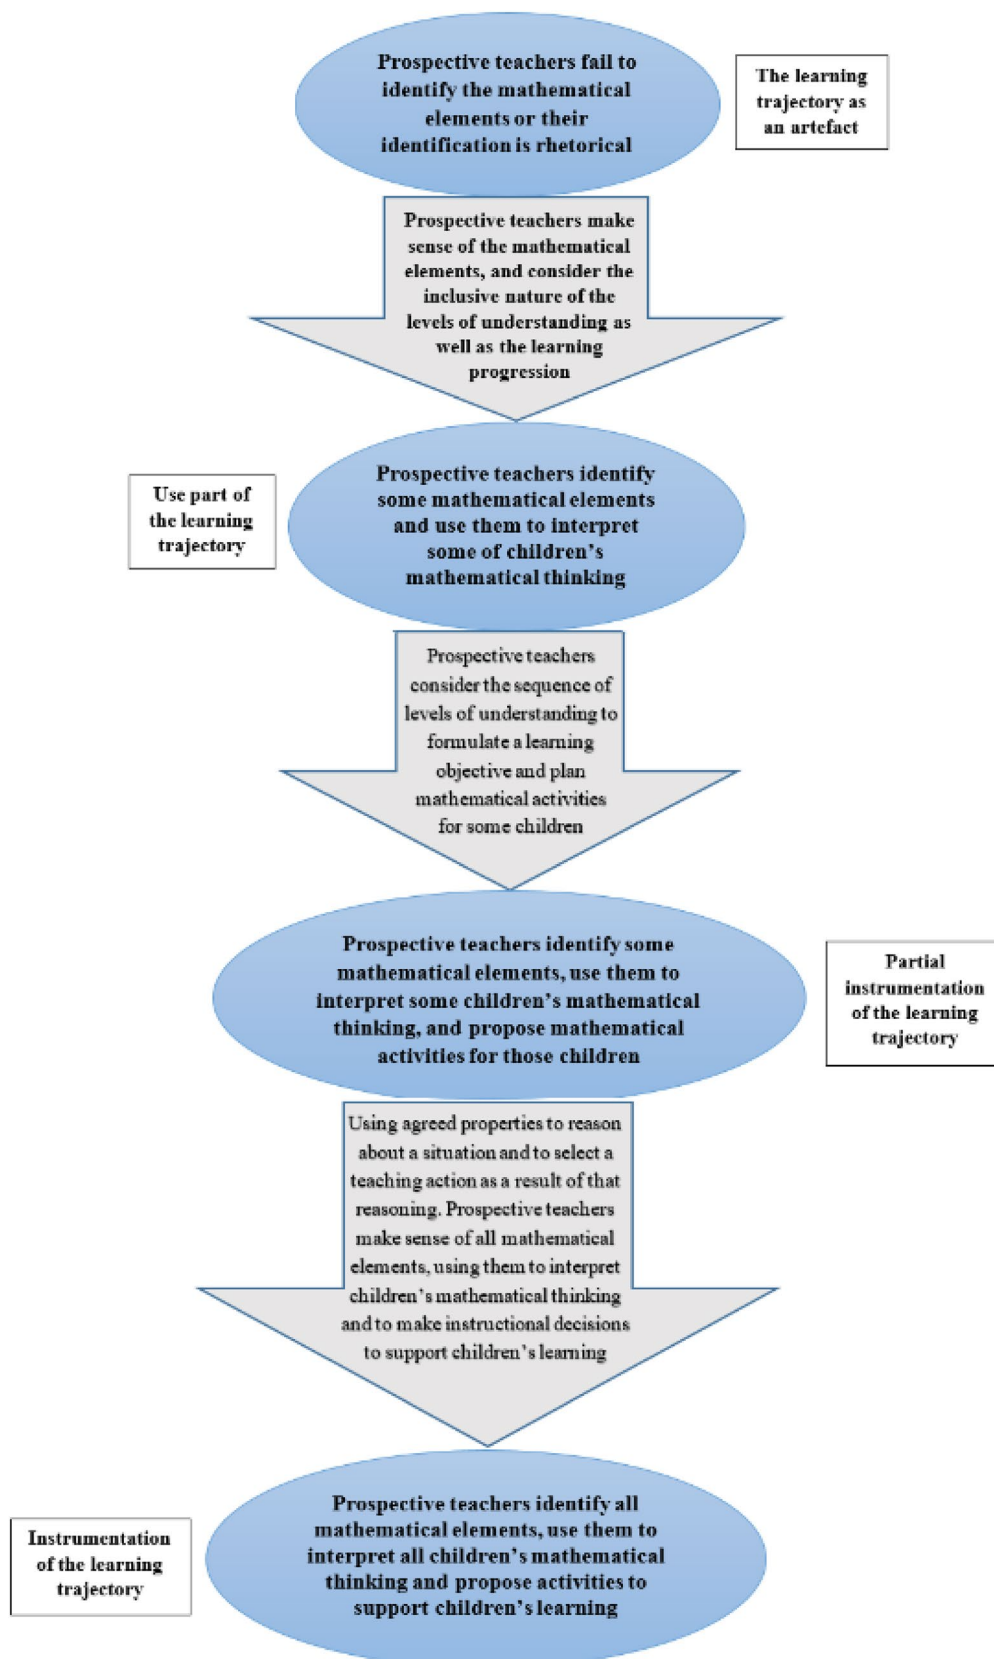 Prospective teachers fail to
identify the mathematical
elements or their
identification is rhetorical
The learning
trajectory as
an artefact
Prospective teachers make
sense of the mathematical
elements, and consider the
inclusive nature of the
levels of understanding as
well as the learning
progression
Use part of
the learning
trajectory
Prospective teachers identify
some mathematical elements
and use them to interpret
some of children's
mathematical thinking
Prospective teachers
consider the sequence of
levels of understanding to
formulate a learning
objective and plan
mathematical activities
for some children
Prospective teachers identify some
mathematical elements, use them to
interpret some children's mathematical
thinking, and propose mathematical
activities for those children
Partial
instrumentation
of the learning
trajectory
Using agreed properties to reason
about a situation and to select a
teaching action as a result of that
reasoning. Prospective teachers
make sense of all mathematical
elements, using them to interpret
children's mathematical thinking
and to make instructional decisions
to support children's learning
Instrumentation
of the learning
trajectory
Prospective teachers identify all
mathematical elements, use them to
interpret all children's mathematical
thinking and propose activities to
support children's learning